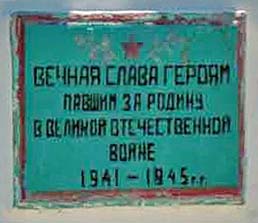 ВЕЧНАЯ СЛАВА ГЕРОЯМ
ПАВШИМ ЗА РОДИНУ
В ВЕЛИКОЙ ОТЕЧЕСТВЕННОЙ
ВОЙНЕ
1941 – 1945 г.г.